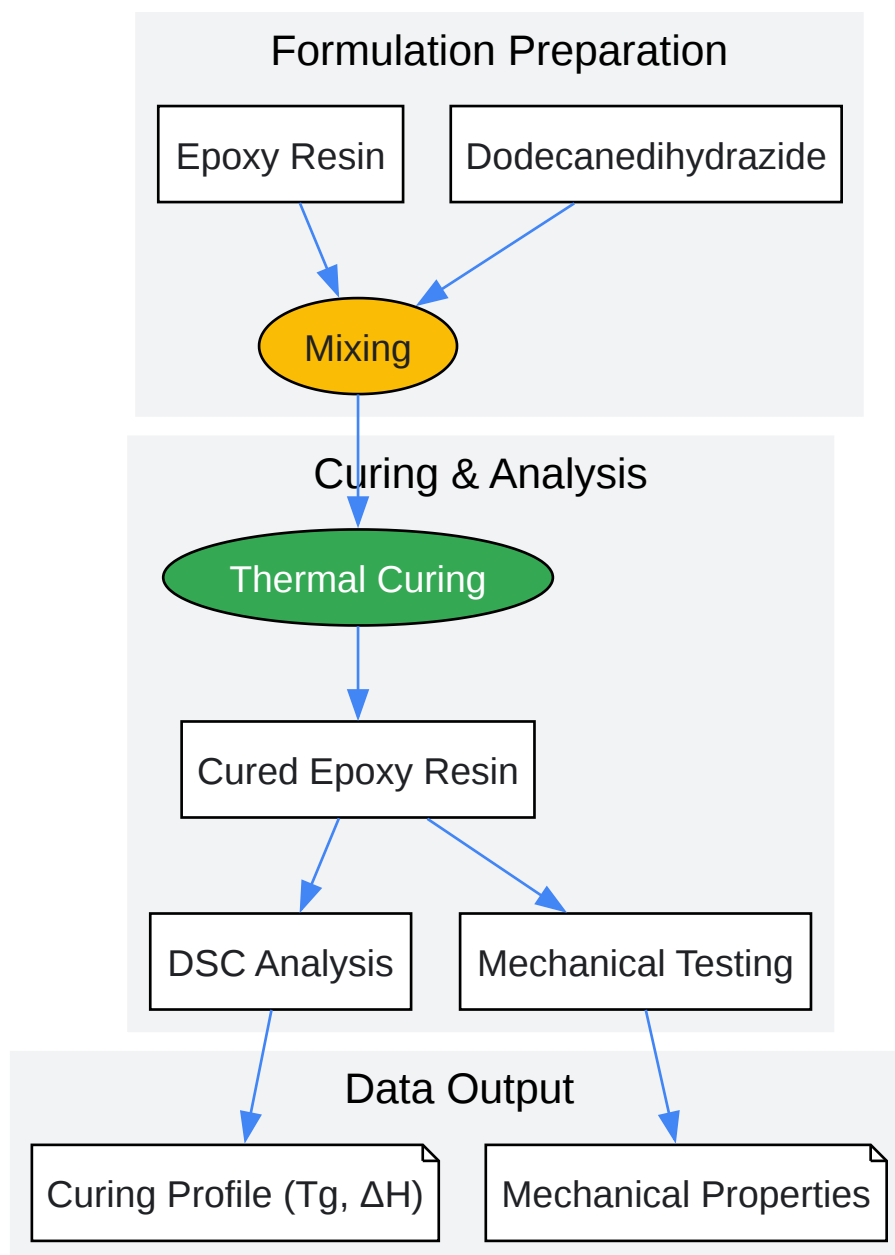 Formulation Preparation
Epoxy Resin
Dodecanedihydrazide
Mixing
Curing & Analysis
Thermal Curing
Cured Epoxy Resin
DSC Analysis
Mechanical Testing
Data Output
Curing Profile (Tg, ΔH)
Mechanical Properties